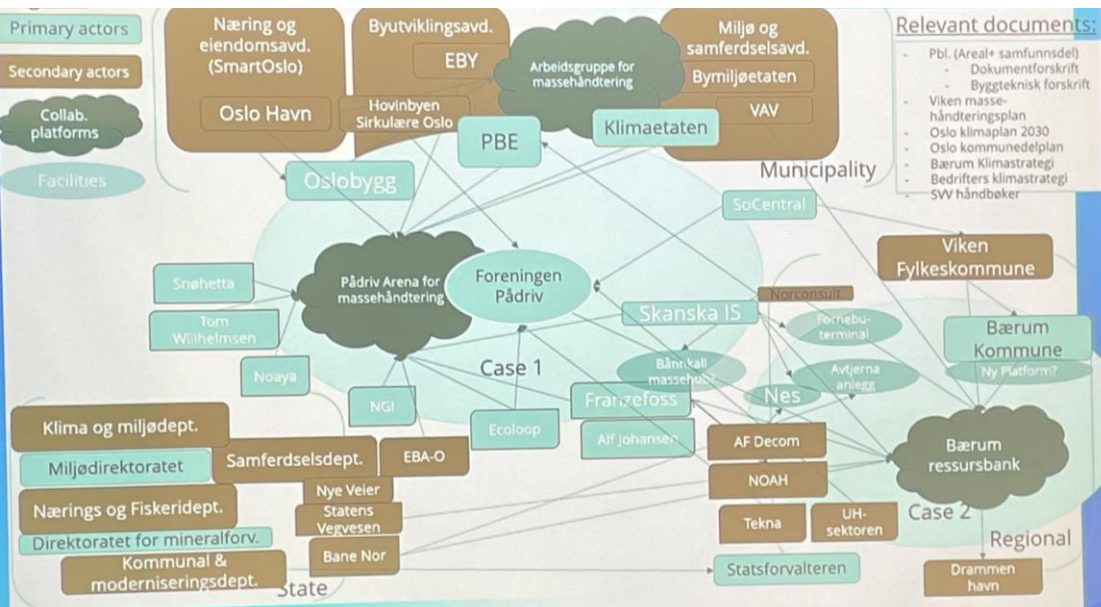 Primary actors
Secondary actors
Collab.
platforms
Facilities
Næring og
eiendomsavd.
(SmartOslo)
Oslo Havn
Byutviklingsavd.
EBY
Hovinbyen
Sirkulære Oslo
Arbeidsgruppe for
massehåndtering
PBE
Klimaetaten
Miljø og
samferdselsavd.
Bymiljøetaten
VAV
Municipality
Relevant documents:
- Pbl. (Areal+ samfunnsdel)
- Dokumentforskrift
- Byggteknisk forskrift
- Viken masse-
håndteringsplan
- Oslo klimaplan 2030
- Oslo kommunedelplan
- Bærum Klimastrategi
- Bedrifters klimastrategi
- SVV håndbøker
Oslobygg
SoCentral
Viken
Fylkeskommune
Snøhetta
Tom
Willhelmsen
Noaya
NGI
Pådriv Arena for
massehåndtering
Foreningen
Pådriv
Case 1
Ecoloop
Skanska IS
Norconsult
Fornebu-
terminal
Bånnkall
massehub?
Avtjerna
anlegg
Nes
Franzefoss
Alf Johansen
Bærum
Kommune
Ny Platform?
Klima og miljødept.
Miljødirektoratet
Samferdselsdept.
EBA-O
Nærings og Fiskeridept.
Nye Veier
Statens
Vegvesen
Direktoratet for mineralforv.
Bane Nor
Kommunal &
moderniseringsdept.
State
AF Decom
NOAH
Tekna
UH-
sektoren
Statsforvalteren
Bærum
ressursbank
Case 2
Regional
Drammen
havn